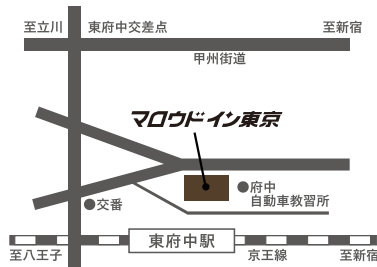 至立川
東府中交差点
至新宿
甲州街道
マロウドイン東京
府中
自動車教習所
交番
東府中駅
至八王子
京王線
至新宿